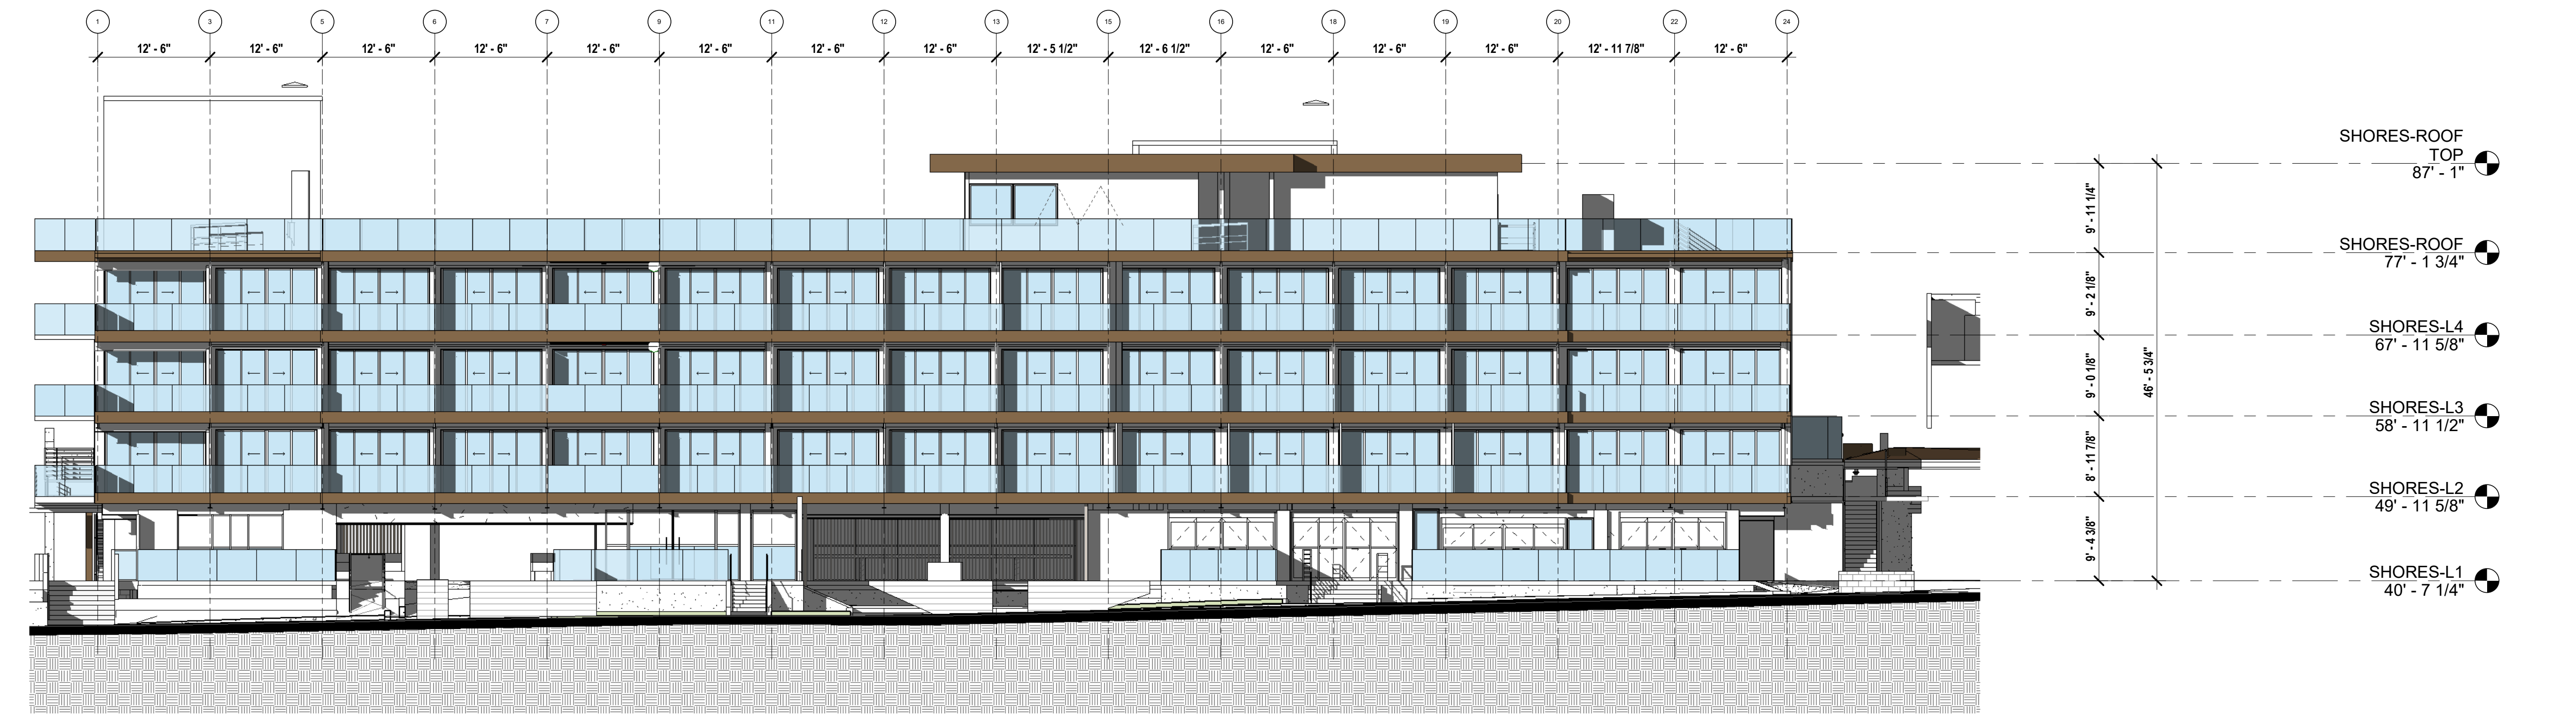 1 3 5 6 7 9 11 12 13 15 16 18 19 20 22 24
12' - 6" 12' - 6" 12' - 6" 12' - 6" 12' - 6" 12' - 6" 12' - 6" 12' - 6" 12' - 5 1/2" 12' - 6 1/2" 12' - 6" 12' - 6" 12' - 6" 12' - 11 7/8" 12' - 6"
SHORES-ROOF
TOP
87' - 1"
9' - 11 1/4"
SHORES-ROOF
77' - 1 3/4"
9' - 2 1/8"
SHORES-L4
67' - 11 5/8"
9' - 0 1/8"
46' - 5 3/4"
SHORES-L3
58' - 11 1/2"
8' - 11 7/8"
SHORES-L2
49' - 11 5/8"
9' - 4 3/8"
SHORES-L1
40' - 7 1/4"